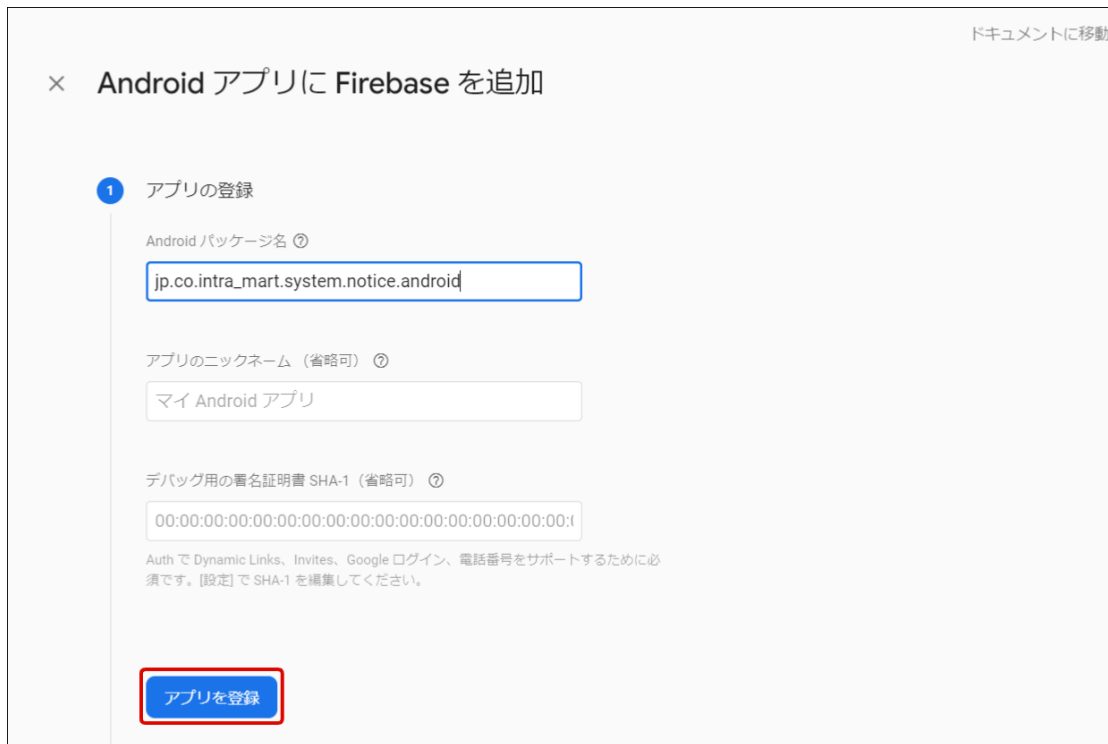 ドキュメントに移動
× Android アプリに Firebase を追加
1 アプリの登録
Android パッケージ名 ?
jp.co.intra_mart.system.notice.android
アプリのニックネーム（省略可） ?
マイ Android アプリ
デバッグ用の署名証明書 SHA-1（省略可） ?
00:00:00:00:00:00:00:00:00:00:00:00:00:00:00:00:00:(
Auth で Dynamic Links、Invites、Google ログイン、電話番号をサポートするために必
須です。[設定] で SHA-1 を編集してください。
アプリを登録